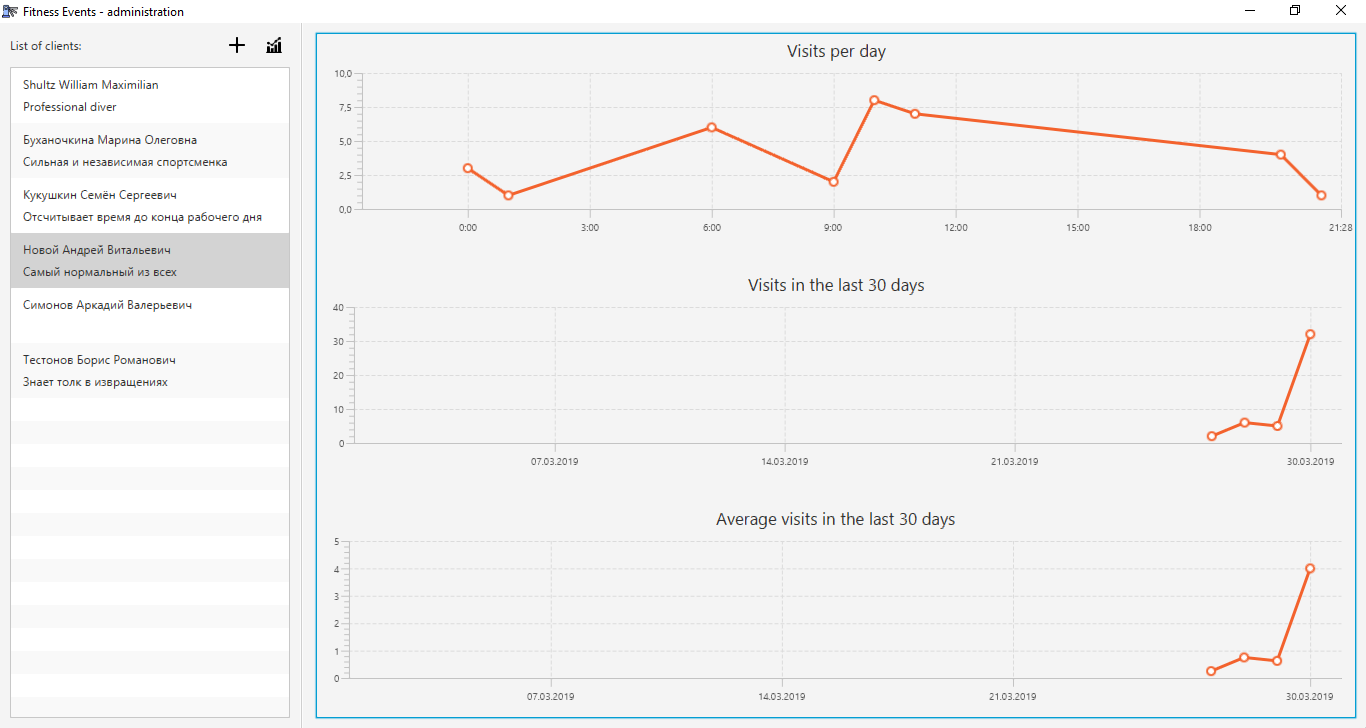 Fitness Events - administration
List of clients:
Shultz William Maximilian
Professional diver
Буханочкина Марина Олеговна
Сильная и независимая спортсменка
Кукушкин Семён Сергеевич
Отсчитывает время до конца рабочего дня
Новой Андрей Витальевич
Самый нормальный из всех
Симонов Аркадий Валерьевич
Тестонов Борис Романович
Знает толк в извращениях
Visits per day
10,0
7,5
5,0
2,5
0,0
0:00 3:00 6:00 9:00 12:00 15:00 18:00 21:28
Visits in the last 30 days
40
30
20
10
0
07.03.2019 14.03.2019 21.03.2019 30.03.2019
Average visits in the last 30 days
5
4
3
2
1
0
07.03.2019 14.03.2019 21.03.2019 30.03.2019